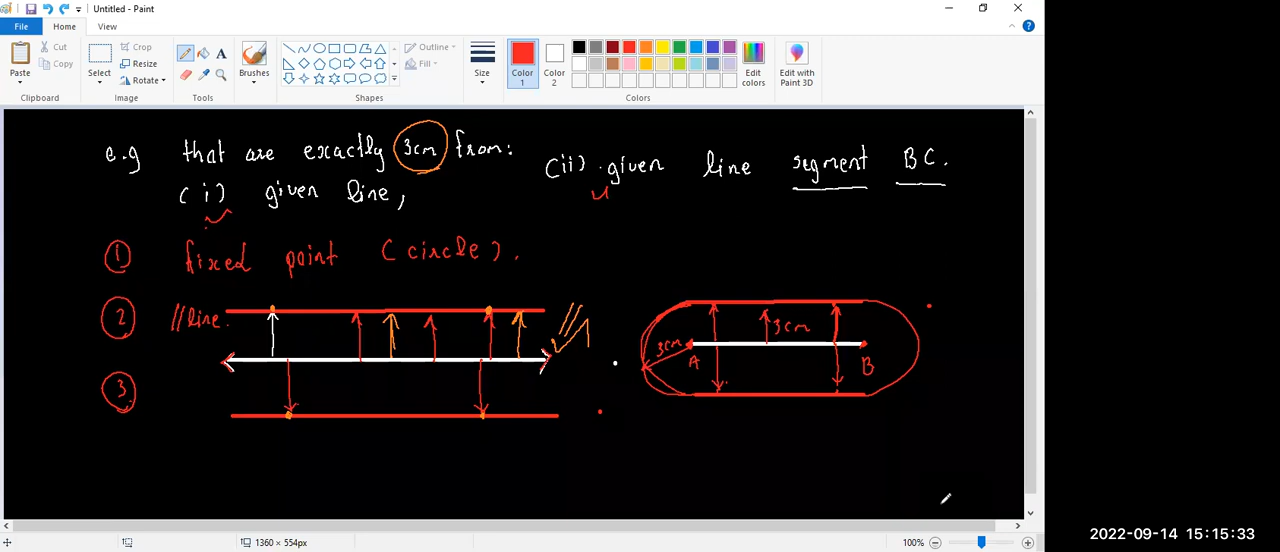 Untitled - Paint
File Home View
Paste
Cut
Copy
Clipboard
Select
Crop
Resize
Rotate
Image
A
Tools
Brushes
Outline
Fill
Shapes
Size
Color 1
Color 2
Edit colors
Colors
Edit with Paint 3D
e.g that are exactly 3cm from:
(i) given line,
(ii) given line segment BC.
1 fixed point (circle).
2 //line.
3
3cm
3cm
A
B
1360 × 554px
100%
2022-09-14 15:15:33